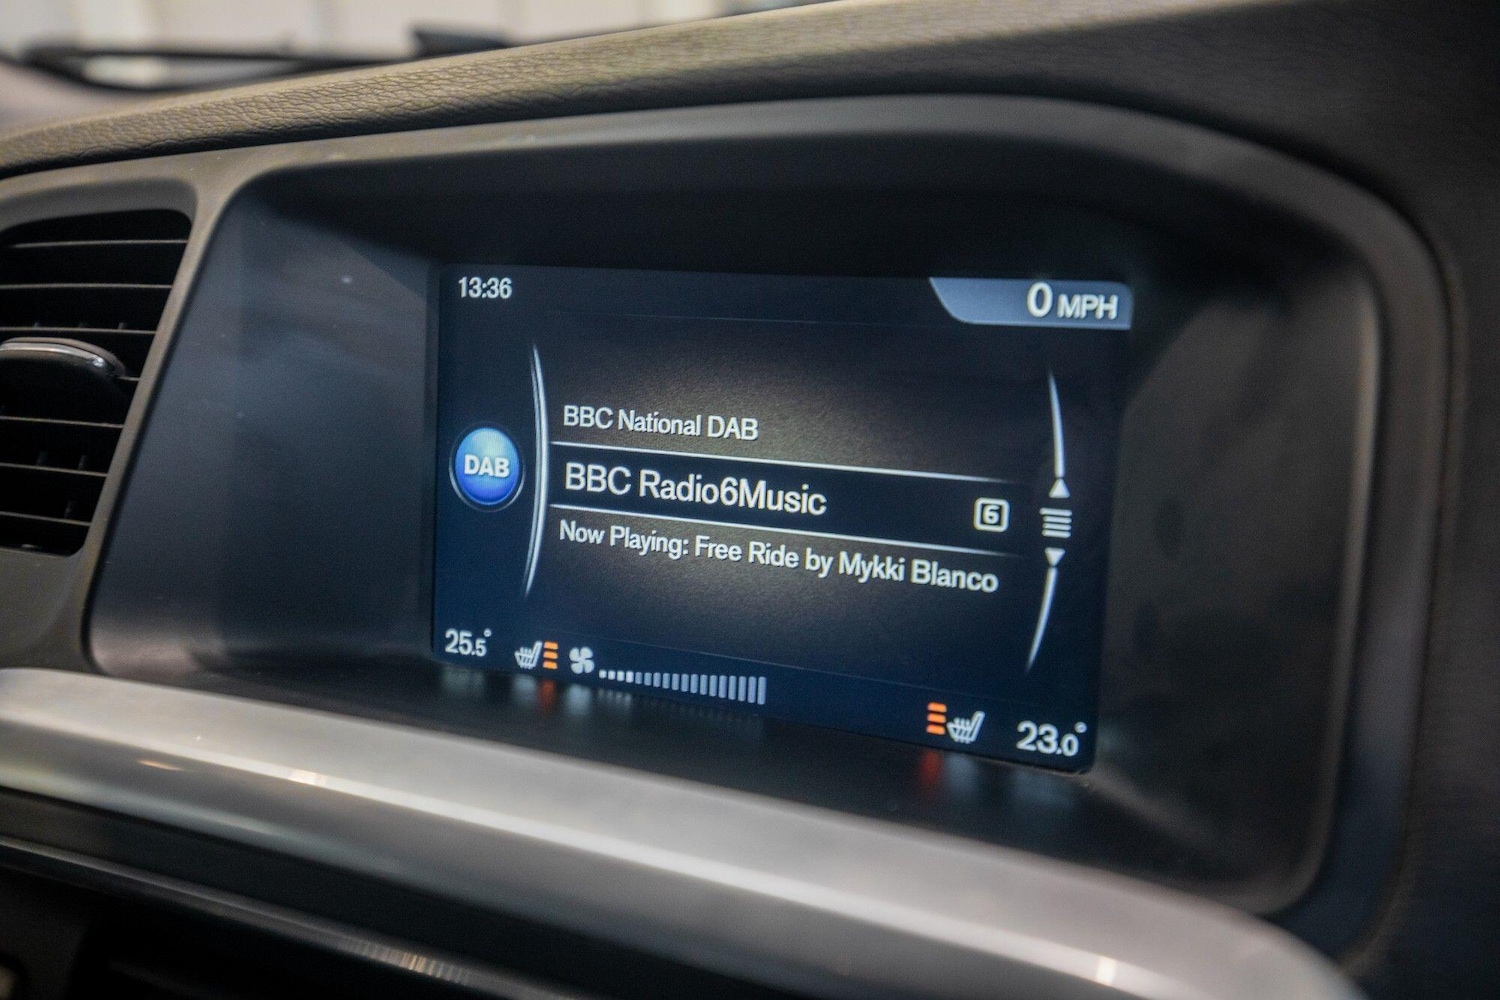 13:36
0 MPH
BBC National DAB
DAB
BBC Radio6Music
6
Now Playing: Free Ride by Mykki Blanco
25.5°
23.0°